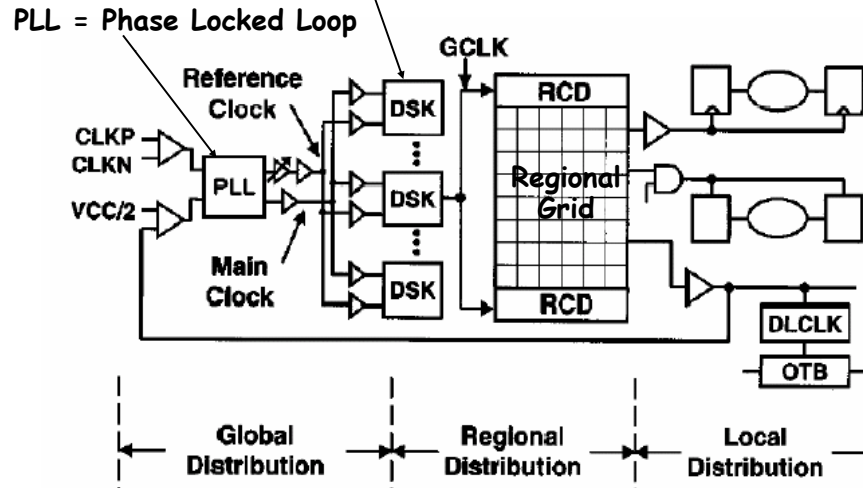 PLL = Phase Locked Loop
GCLK
Reference
Clock
RCD
DSK
CLKP
CLKN
PLL
VCC/2
DSK
Regional
Grid
Main
Clock
DSK
RCD
DLCLK
OTB
Global
Distribution
Regional
Distribution
Local
Distribution